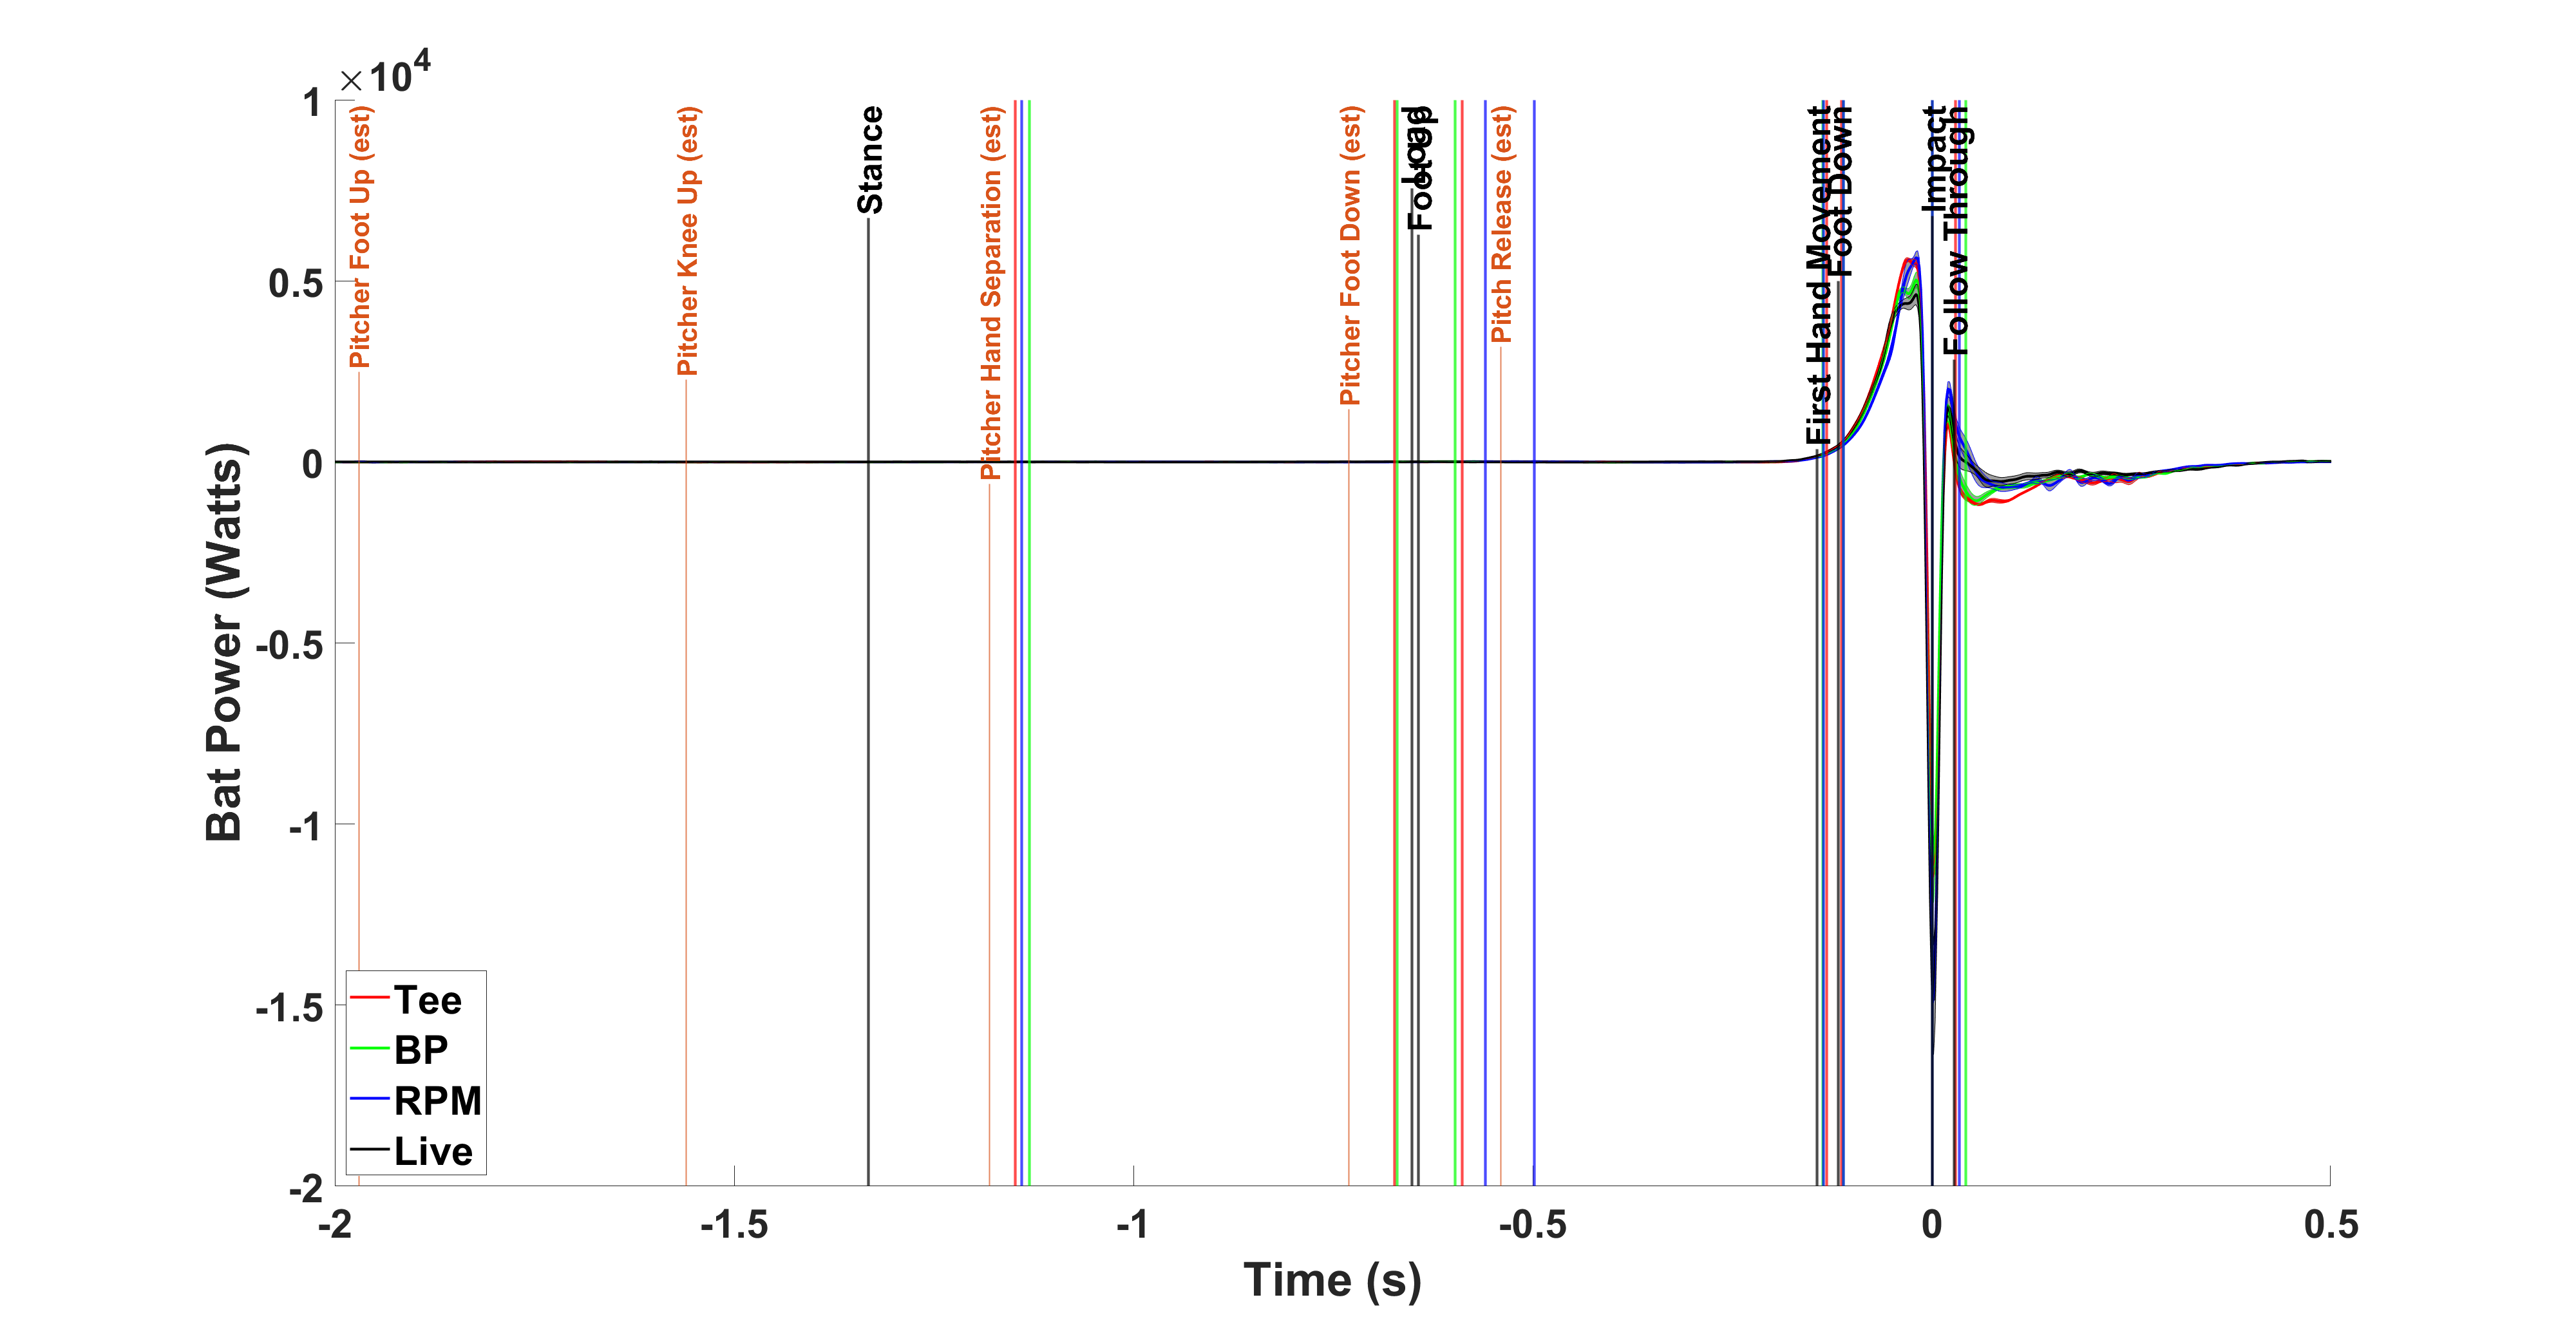 ×10⁴
1
0.5
0
-0.5
-1
-1.5
-2
Bat Power (Watts)
Pitcher Foot Up (est)
Pitcher Knee Up (est)
Stance
Pitcher Hand Separation (est)
Pitcher Foot Down (est)
Load
Foot up
Pitch Release (est)
First Hand Movement
Foot Down
Impact
Follow Through
Tee
BP
RPM
Live
-2
-1.5
-1
-0.5
0
0.5
Time (s)